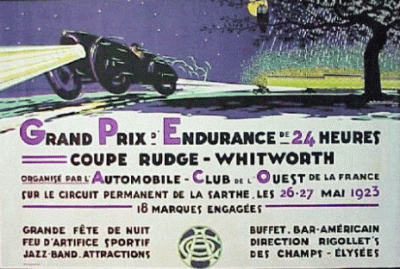 GRAND PRIX D'ENDURANCE DE 24 HEURES
COUPE RUDGE - WHITWORTH
ORGANISÉ PAR L'AUTOMOBILE - CLUB DE L'OUEST DE LA FRANCE
SUR LE CIRCUIT PERMANENT DE LA SARTHE, LES 26-27 MAI 1923
18 MARQUES ENGAGÉES
GRANDE FÊTE DE NUIT
FEU D'ARTIFICE SPORTIF
JAZZ-BAND. ATTRACTIONS
BUFFET. BAR-AMÉRICAIN
DIRECTION RIGOLLET'S
DES CHAMPS - ÉLYSÉES